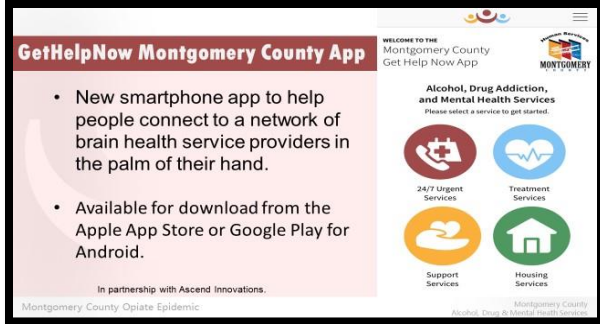 GetHelpNow Montgomery County App
• New smartphone app to help
people connect to a network of
brain health service providers in
the palm of their hand.
• Available for download from the
Apple App Store or Google Play for
Android.
In partnership with Ascend Innovations.
Montgomery County Opiate Epidemic
WELCOME TO THE
Montgomery County
Get Help Now App
Human Services
MONTGOMERY
COUNTY
Alcohol, Drug Addiction,
and Mental Health Services
Please select a service to get started.
24/7 Urgent
Services
Treatment
Services
Support
Services
Housing
Services
Montgomery County
Alcohol, Drug & Mental Health Services